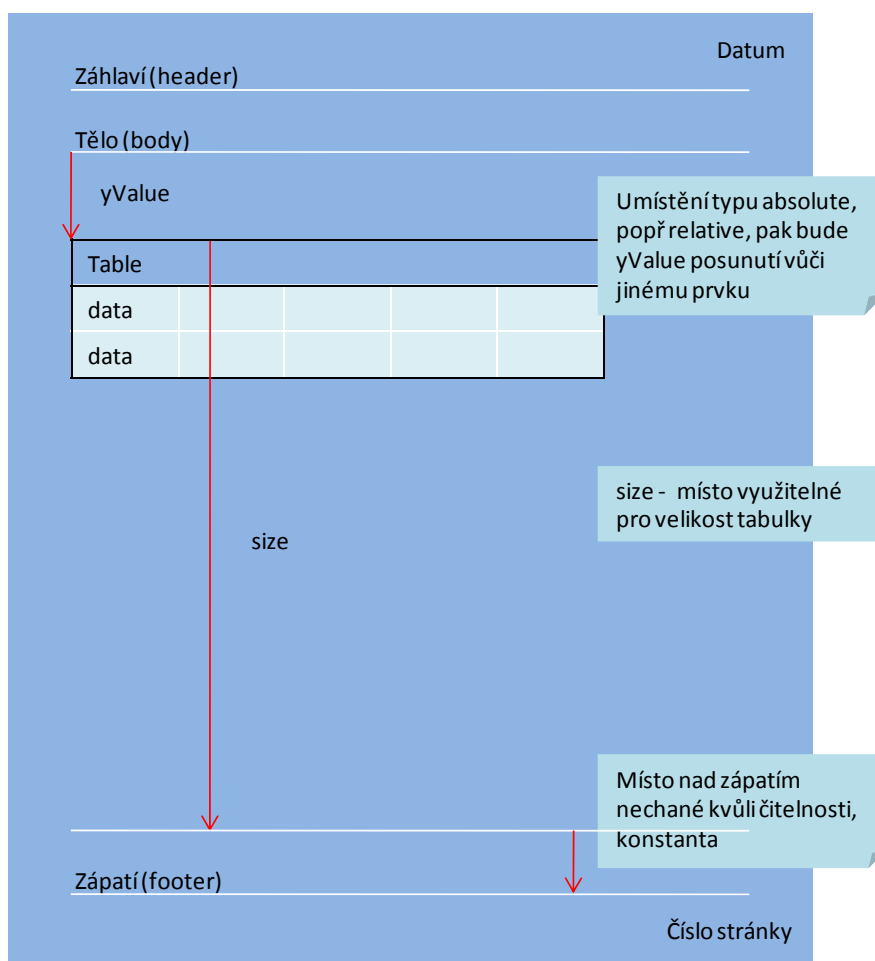 Datum
Záhlaví (header)
Tělo (body)
yValue
Umístění typu absolute,
popř relative, pak bude
yValue posunutí vůči
jinému prvku
Table
data
data
size - místo využitelné
pro velikost tabulky
size
Místo nad zápatím
nechané kvůli čitelnosti,
konstanta
Zápatí (footer)
Číslo stránky